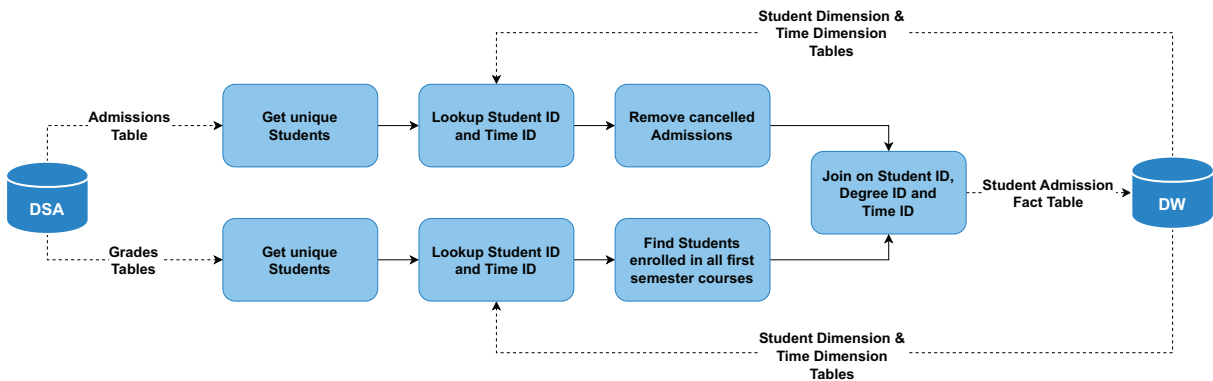 Student Dimension &
Time Dimension
Tables
Admissions
Table
Get unique
Students
Lookup Student ID
and Time ID
Remove cancelled
Admissions
DSA
Join on Student ID,
Degree ID and
Time ID
Student Admission
Fact Table
DW
Grades
Tables
Get unique
Students
Lookup Student ID
and Time ID
Find Students
enrolled in all first
semester courses
Student Dimension &
Time Dimension
Tables